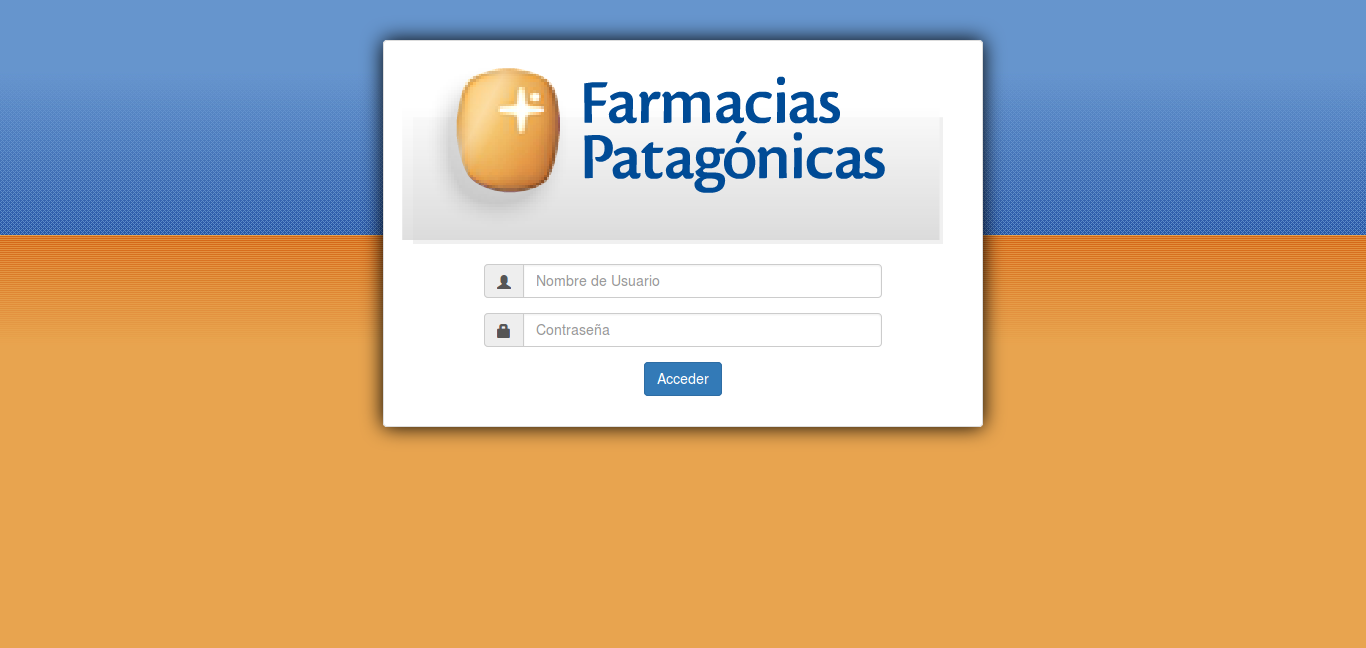 Farmacias
Patagónicas
Nombre de Usuario
Contraseña
Acceder